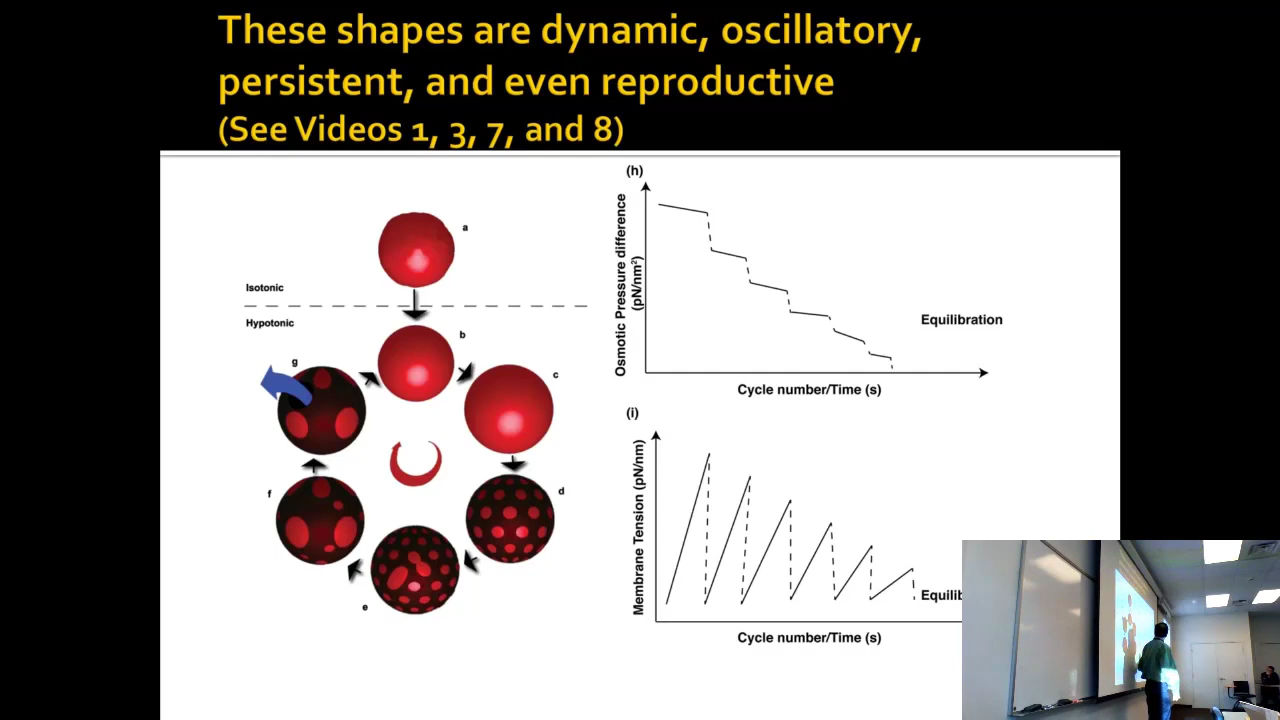 These shapes are dynamic, oscillatory,
persistent, and even reproductive
(See Videos 1, 3, 7, and 8)
a
Isotonic
Hypotonic
b
g
c
f
d
e
(h)
Osmotic Pressure difference
(pN/nm²)
Equilibration
Cycle number/Time (s)
(i)
Membrane Tension (pN/nm)
Equilib
Cycle number/Time (s)